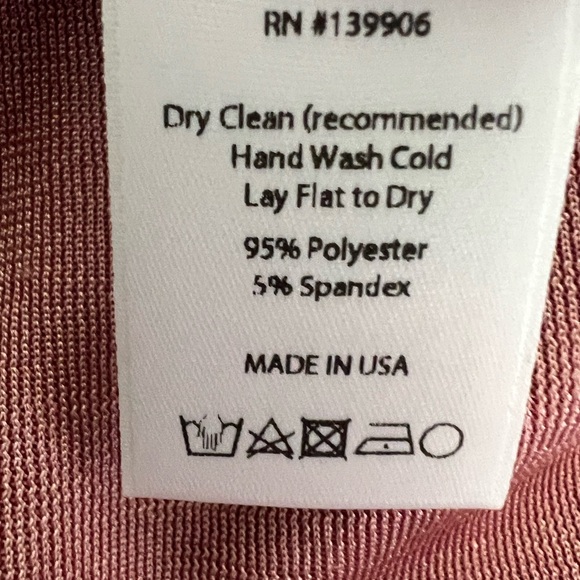 RN #139906
Dry Clean (recommended)
Hand Wash Cold
Lay Flat to Dry
95% Polyester
5% Spandex
MADE IN USA